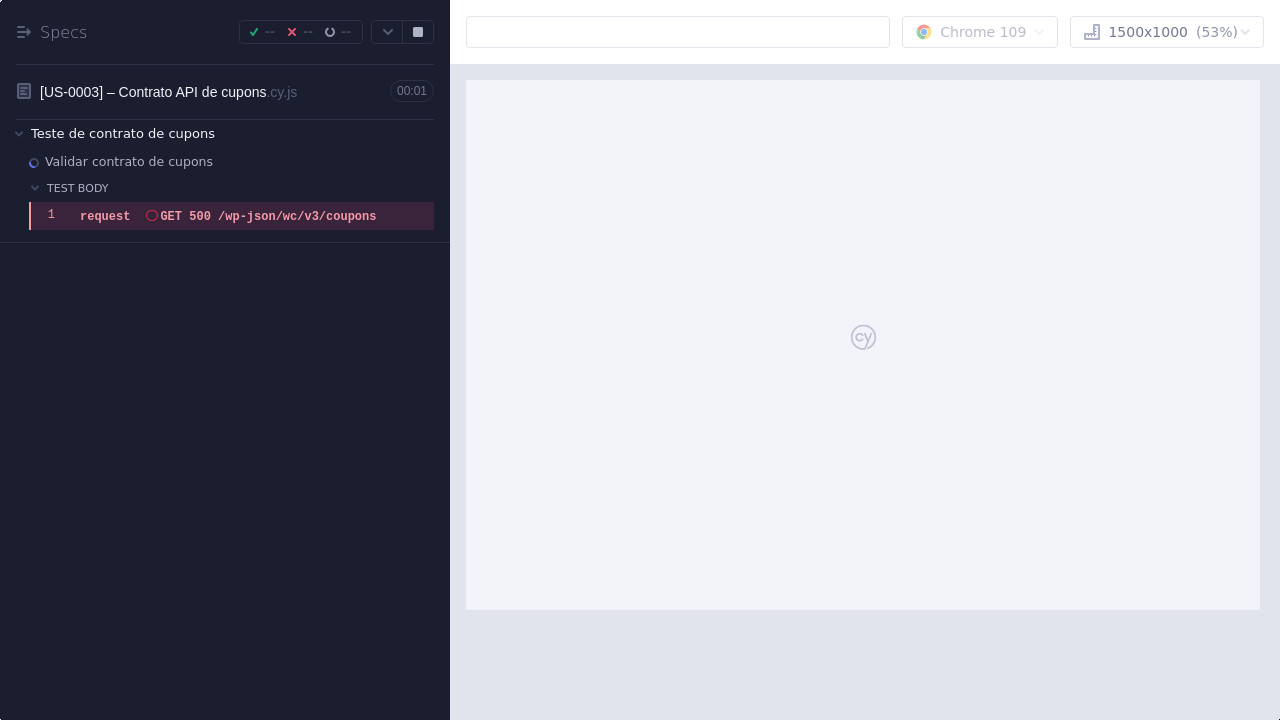 Specs
-- -- --
[US-0003] – Contrato API de cupons.cy.js
00:01
Teste de contrato de cupons
Validar contrato de cupons
TEST BODY
1 request GET 500 /wp-json/wc/v3/coupons
Chrome 109
1500x1000 (53%)
cy